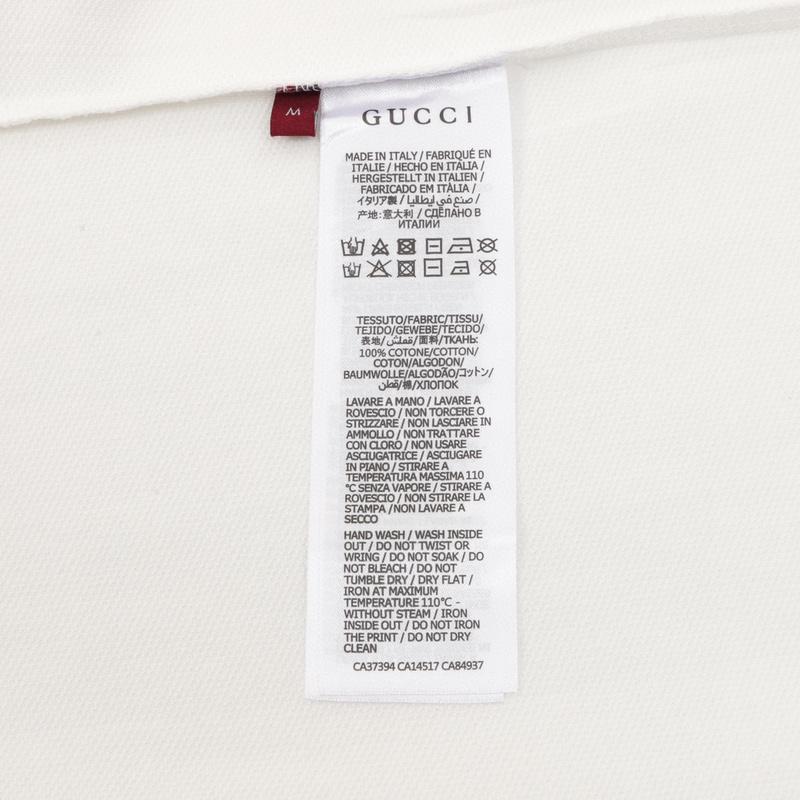 M
GUCCI
MADE IN ITALY / FABRIQUÉ EN
ITALIE / HECHO EN ITALIA /
HERGESTELLT IN ITALIEN /
FABRICADO EM ITÀLIA /
イタリア製 / صنع في ايطاليا /
产地:意大利 / СДЕЛАНО В
ИТАЛИИ
TESSUTO/FABRIC/TISSU/
TEJIDO/GEWEBE/TECIDO/
表地/قماش/面料/ТКАНЬ:
100% COTONE/COTTON/
COTON/ALGODON/
BAUMWOLLE/ALGODÃO/コットン/
قطن/棉/ХЛОПОК
LAVARE A MANO / LAVARE A
ROVESCIO / NON TORCERE O
STRIZZARE / NON LASCIARE IN
AMMOLLO / NON TRATTARE
CON CLORO / NON USARE
ASCIUGATRICE / ASCIUGARE
IN PIANO / STIRARE A
TEMPERATURA MASSIMA 110
°C SENZA VAPORE / STIRARE A
ROVESCIO / NON STIRARE LA
STAMPA /NON LAVARE A
SECCO
HAND WASH / WASH INSIDE
OUT / DO NOT TWIST OR
WRING / DO NOT SOAK / DO
NOT BLEACH / DO NOT
TUMBLE DRY / DRY FLAT /
IRON AT MAXIMUM
TEMPERATURE 110°C -
WITHOUT STEAM / IRON
INSIDE OUT / DO NOT IRON
THE PRINT / DO NOT DRY
CLEAN
CA37394 CA14517 CA84937